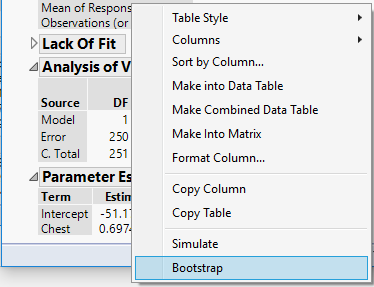 Mean of Respons
Observations (or
Lack Of Fit
Analysis of V
Source DF
Model 1
Error 250
C. Total 251
Parameter Es
Term Estim
Intercept -51.17
Chest 0.6974
Table Style
Columns
Sort by Column...
Make into Data Table
Make Combined Data Table
Make Into Matrix
Format Column...
Copy Column
Copy Table
Simulate
Bootstrap